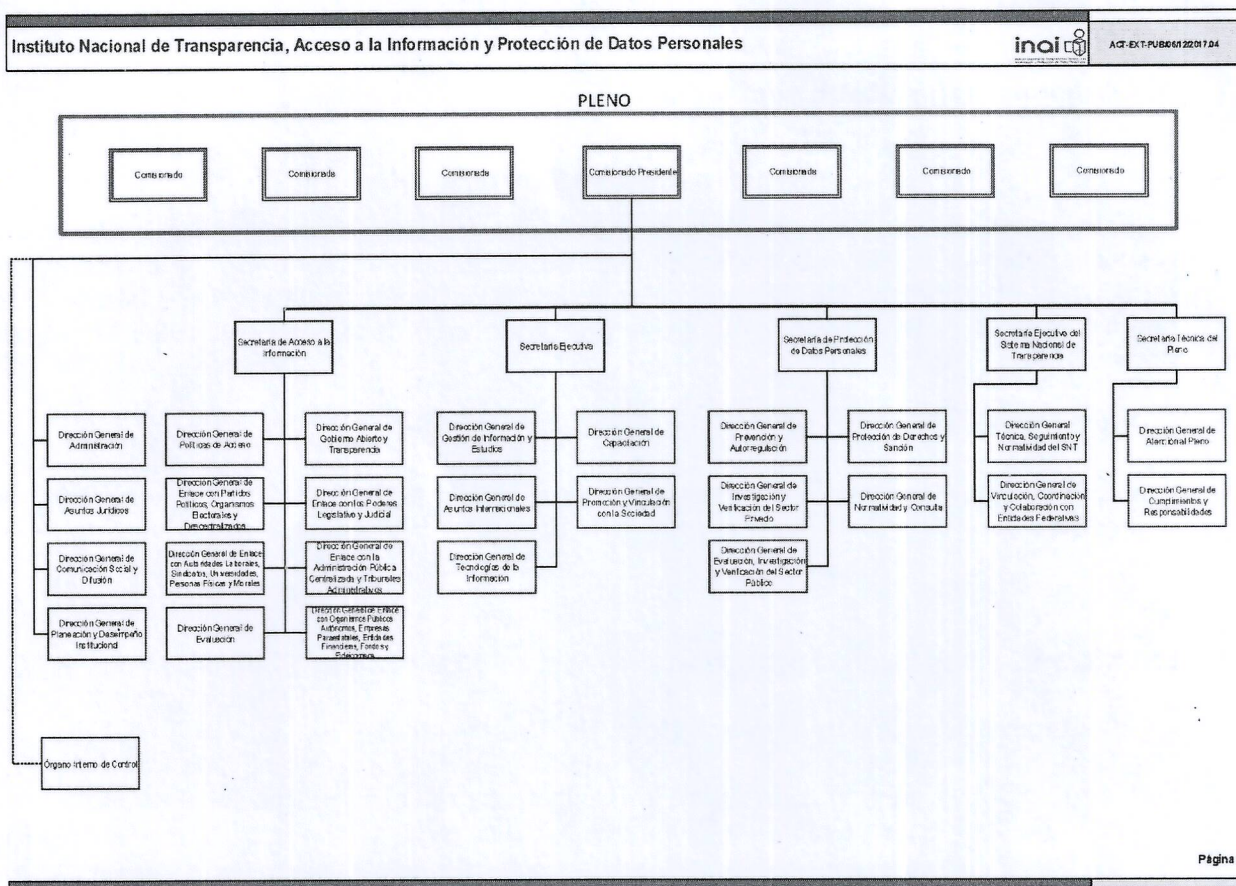 Instituto Nacional de Transparencia, Acceso a la Información y Protección de Datos Personales
inai
ACT-EXT-PUB/06/12/2017.04
PLENO
Comisionado
Comisionada
Comisionada
Comisionado Presidente
Comisionada
Comisionado
Comisionado
Secretaría de Acceso a la
Información
Secretaría Ejecutiva
Secretaría de Protección
de Datos Personales
Secretaría Ejecutiva del
Sistema Nacional de
Transparencia
Secretaría Técnica del
Pleno
Dirección General de
Administración
Dirección General de
Asuntos Jurídicos
Dirección General de
Comunicación Social y
Difusión
Dirección General de
Planeación y Desempeño
Institucional
Dirección General de
Políticas de Acceso
Dirección General de
Gobierno Abierto y
Transparencia
Dirección General de
Enlace con Partidos
Políticos, Organismos
Electorales y
Descentralizados
Dirección General de
Enlace con los Poderes
Legislativo y Judicial
Dirección General de Enlace
con Autoridades Laborales,
Sindicatos, Universidades,
Personas Físicas y Morales
Dirección General de
Enlace con la
Administración Pública
Centralizada y Tribunales
Administrativos
Dirección General de
Evaluación
Dirección General de Enlace
con Organismos Públicos
Autónomos, Empresas
Paraestatales, Entidades
Financieras, Fondos y
Fideicomisos
Dirección General de
Gestión de Información y
Estudios
Dirección General de
Capacitación
Dirección General de
Asuntos Internacionales
Dirección General de
Promoción y Vinculación
con la Sociedad
Dirección General de
Tecnologías de la
Información
Dirección General de
Prevención y
Autorregulación
Dirección General de
Protección de Derechos y
Sanción
Dirección General de
Investigación y
Verificación del Sector
Privado
Dirección General de
Normatividad y Consulta
Dirección General de
Evaluación, Investigación
y Verificación del Sector
Público
Dirección General
Técnica, Seguimiento y
Normatividad del SNT
Dirección General de
Vinculación, Coordinación
y Colaboración con
Entidades Federativas
Dirección General de
Atención al Pleno
Dirección General de
Cumplimientos y
Responsabilidades
Órgano Interno de Control
Página